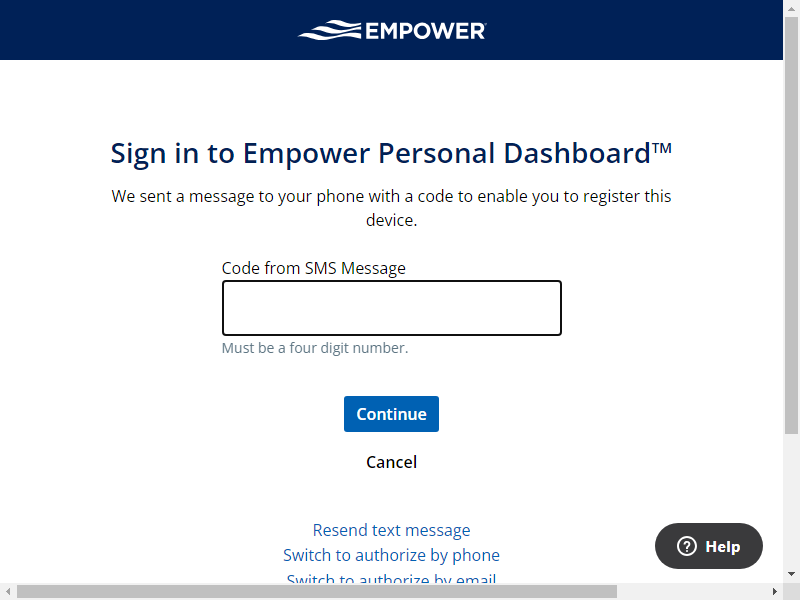 EMPOWER
Sign in to Empower Personal Dashboard™
We sent a message to your phone with a code to enable you to register this
device.
Code from SMS Message
Must be a four digit number.
Continue
Cancel
Resend text message
Switch to authorize by phone
Switch to authorize by email
Help